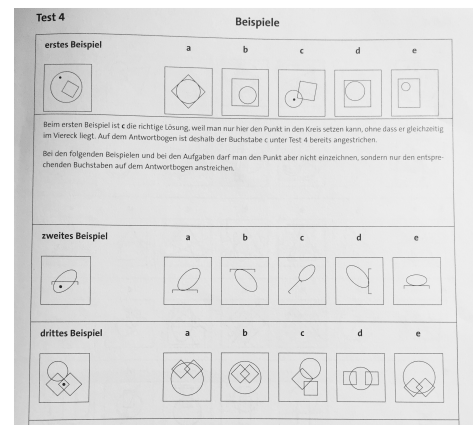 Test 4
Beispiele
erstes Beispiel
a b c d e
Beim ersten Beispiel ist c die richtige Lösung, weil man nur hier den Punkt in den Kreis setzen kann, ohne dass er gleichzeitig
im Viereck liegt. Auf dem Antwortbogen ist deshalb der Buchstabe c unter Test 4 bereits angestrichen.
Bei den folgenden Beispielen und bei den Aufgaben darf man den Punkt aber nicht einzeichnen, sondern nur den entspre-
chenden Buchstaben auf dem Antwortbogen anstreichen.
zweites Beispiel
a b c d e
drittes Beispiel
a b c d e